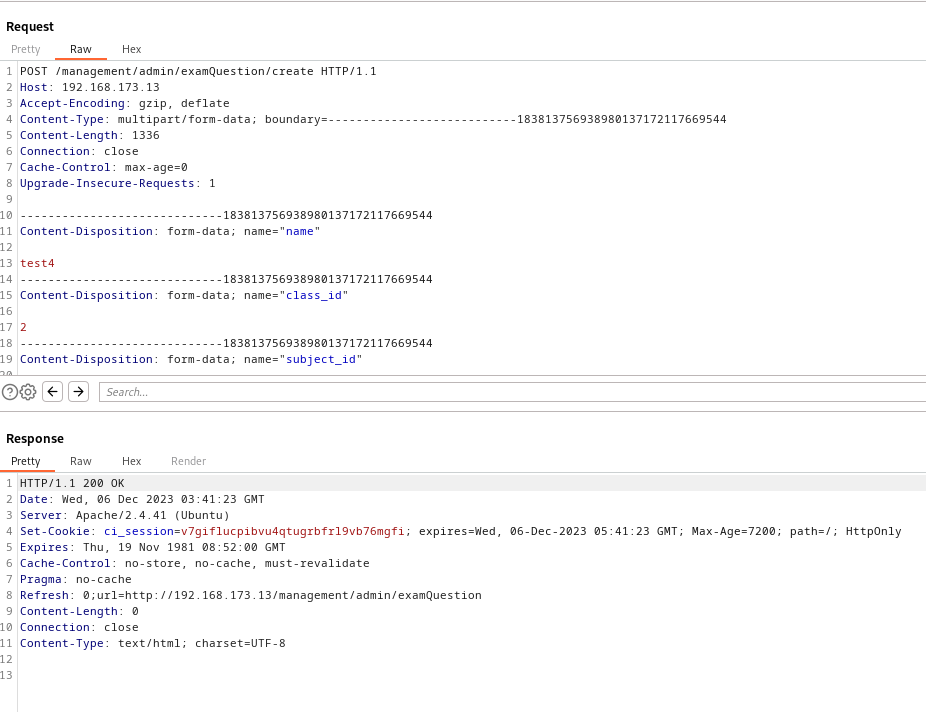 Request
Pretty Raw Hex
1 POST /management/admin/examQuestion/create HTTP/1.1
2 Host: 192.168.173.13
3 Accept-Encoding: gzip, deflate
4 Content-Type: multipart/form-data; boundary=---------------------------183813756938980137172117669544
5 Content-Length: 1336
6 Connection: close
7 Cache-Control: max-age=0
8 Upgrade-Insecure-Requests: 1
9
10 -----------------------------183813756938980137172117669544
11 Content-Disposition: form-data; name="name"
12
13 test4
14 -----------------------------183813756938980137172117669544
15 Content-Disposition: form-data; name="class_id"
16
17 2
18 -----------------------------183813756938980137172117669544
19 Content-Disposition: form-data; name="subject_id"
20
Search...
Response
Pretty Raw Hex Render
1 HTTP/1.1 200 OK
2 Date: Wed, 06 Dec 2023 03:41:23 GMT
3 Server: Apache/2.4.41 (Ubuntu)
4 Set-Cookie: ci_session=v7giflucpibvu4qtugrbfrl9vb76mgfi; expires=Wed, 06-Dec-2023 05:41:23 GMT; Max-Age=7200; path=/; HttpOnly
5 Expires: Thu, 19 Nov 1981 08:52:00 GMT
6 Cache-Control: no-store, no-cache, must-revalidate
7 Pragma: no-cache
8 Refresh: 0;url=http://192.168.173.13/management/admin/examQuestion
9 Content-Length: 0
10 Connection: close
11 Content-Type: text/html; charset=UTF-8
12
13